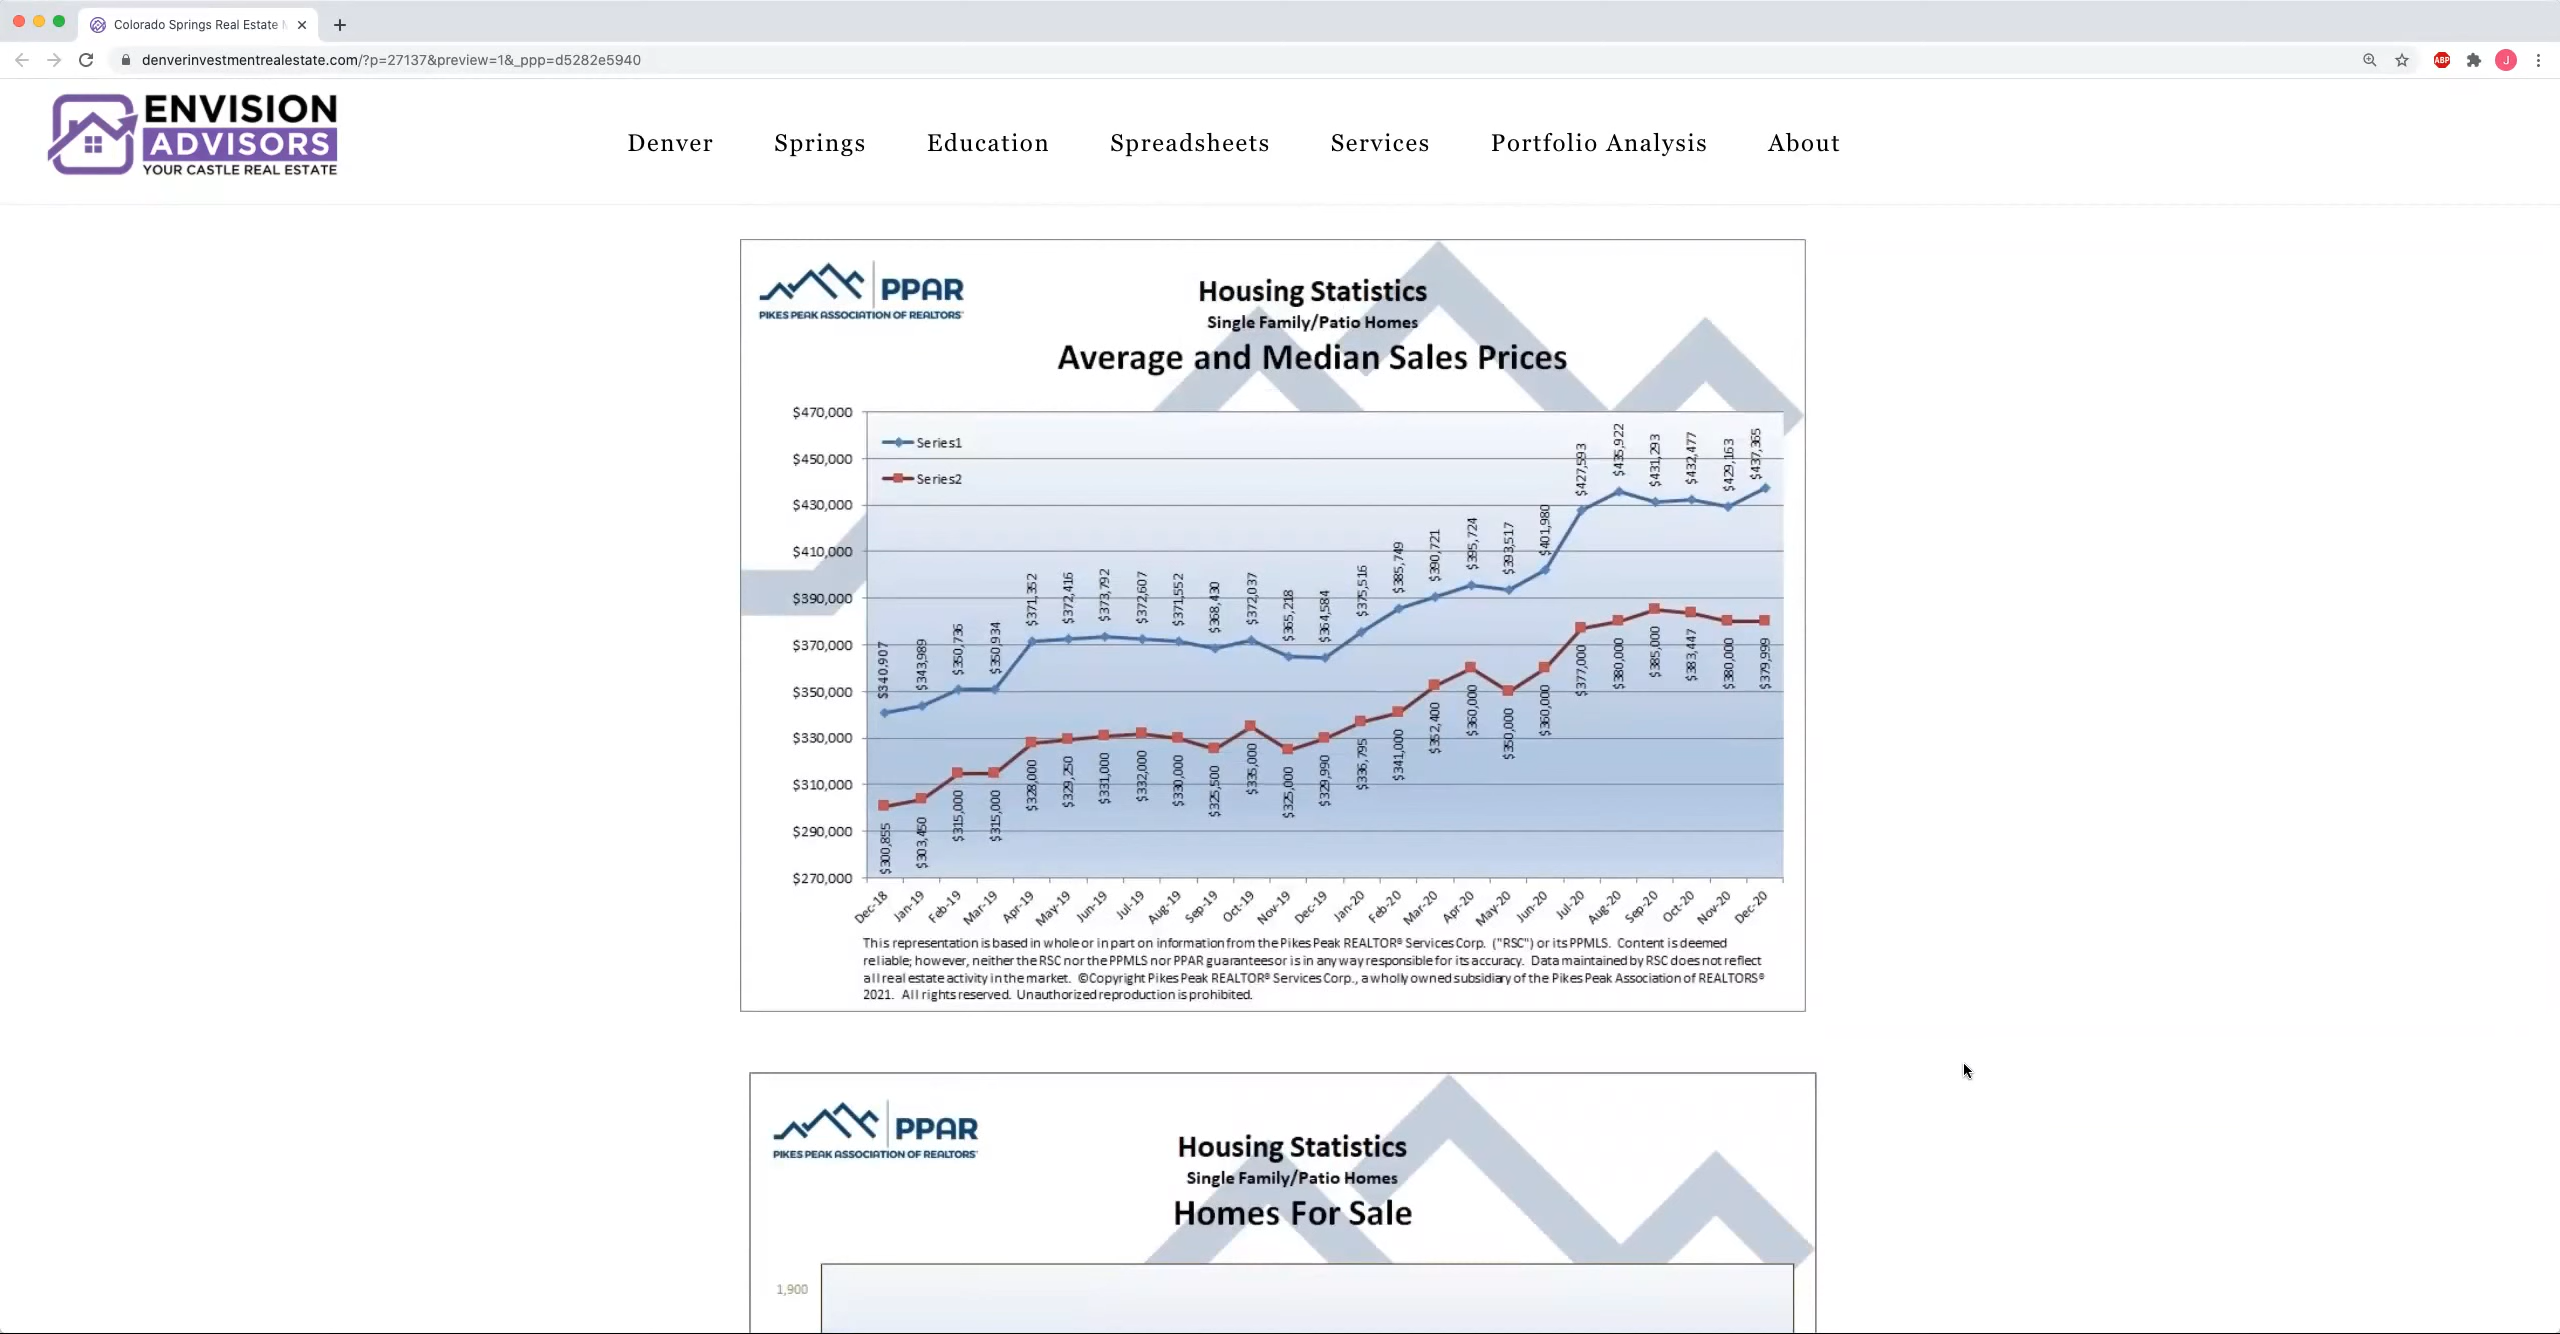 Colorado Springs Real Estate
denverinvestmentrealestate.com/?p=27137&preview=1&_ppp=d5282e5940
ABP
J
ENVISION
ADVISORS
YOUR CASTLE REAL ESTATE
Denver
Springs
Education
Spreadsheets
Services
Portfolio Analysis
About
PPAR
PIKES PEAK ASSOCIATION OF REALTORS
Housing Statistics
Single Family/Patio Homes
Average and Median Sales Prices
$470,000
$450,000
$430,000
$410,000
$390,000
$370,000
$350,000
$330,000
$310,000
$290,000
$270,000
Series1
Series2
$340,907
$343,989
$350,736
$350,934
$371,352
$372,416
$373,792
$372,607
$371,552
$368,430
$372,037
$365,218
$364,584
$375,516
$385,749
$390,721
$395,724
$393,517
$401,980
$427,593
$435,922
$431,293
$432,477
$429,163
$437,365
$300,855
$303,450
$315,000
$315,000
$328,000
$329,250
$331,000
$332,000
$330,000
$325,500
$335,000
$325,000
$329,990
$336,795
$341,000
$352,400
$360,000
$350,000
$360,000
$377,000
$380,000
$385,000
$383,447
$380,000
$379,999
Dec-18
Jan-19
Feb-19
Mar-19
Apr-19
May-19
Jun-19
Jul-19
Aug-19
Sep-19
Oct-19
Nov-19
Dec-19
Jan-20
Feb-20
Mar-20
Apr-20
May-20
Jun-20
Jul-20
Aug-20
Sep-20
Oct-20
Nov-20
Dec-20
This representation is based in whole or in part on information from the Pikes Peak REALTOR® Services Corp. ("RSC") or its PPMLS. Content is deemed
reliable; however, neither the RSC nor the PPMLS nor PPAR guarantees or is in any way responsible for its accuracy. Data maintained by RSC does not reflect
all real estate activity in the market. ©Copyright Pikes Peak REALTOR® Services Corp., a wholly owned subsidiary of the Pikes Peak Association of REALTORS®
2021. All rights reserved. Unauthorized reproduction is prohibited.
PPAR
PIKES PEAK ASSOCIATION OF REALTORS
Housing Statistics
Single Family/Patio Homes
Homes For Sale
1,900